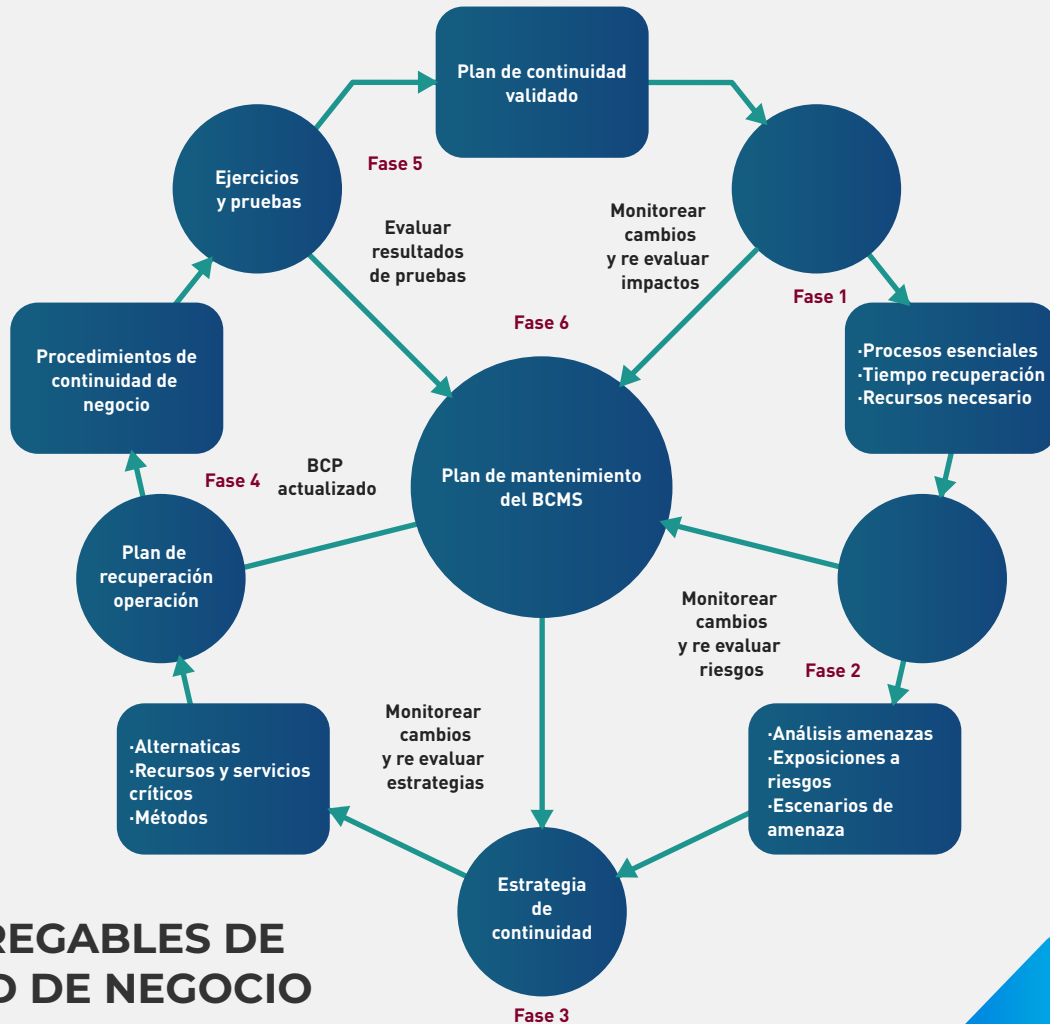 Plan de continuidad
validado
Ejercicios
y pruebas
Fase 5
Evaluar
resultados
de pruebas
Monitorear
cambios
y re evaluar
impactos
Fase 1
Fase 6
·Procesos esenciales
·Tiempo recuperación
·Recursos necesario
Procedimientos de
continuidad de
negocio
Fase 4
BCP
actualizado
Plan de mantenimiento
del BCMS
Plan de
recuperación
operación
Monitorear
cambios
y re evaluar
riesgos
Fase 2
·Análisis amenazas
·Exposiciones a
riesgos
·Escenarios de
amenaza
Monitorear
cambios
y re evaluar
estrategias
·Alternaticas
·Recursos y servicios
críticos
·Métodos
Estrategia
de
continuidad
Fase 3
REGABLES DE
O DE NEGOCIO